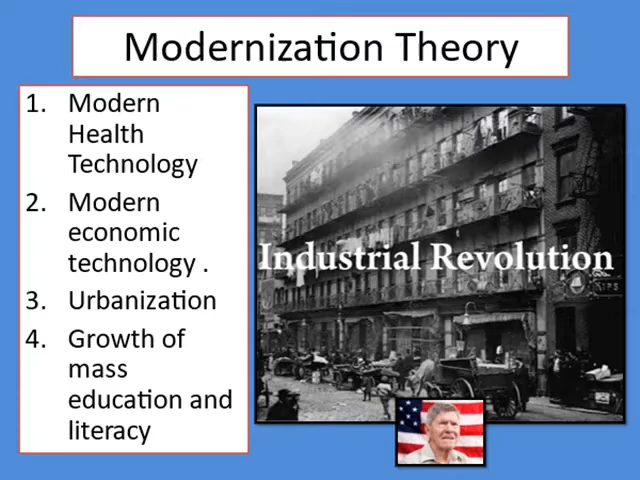 Modernization Theory
1. Modern
Health
Technology
2. Modern
economic
technology .
3. Urbanization
4. Growth of
mass
education and
literacy
Industrial Revolution